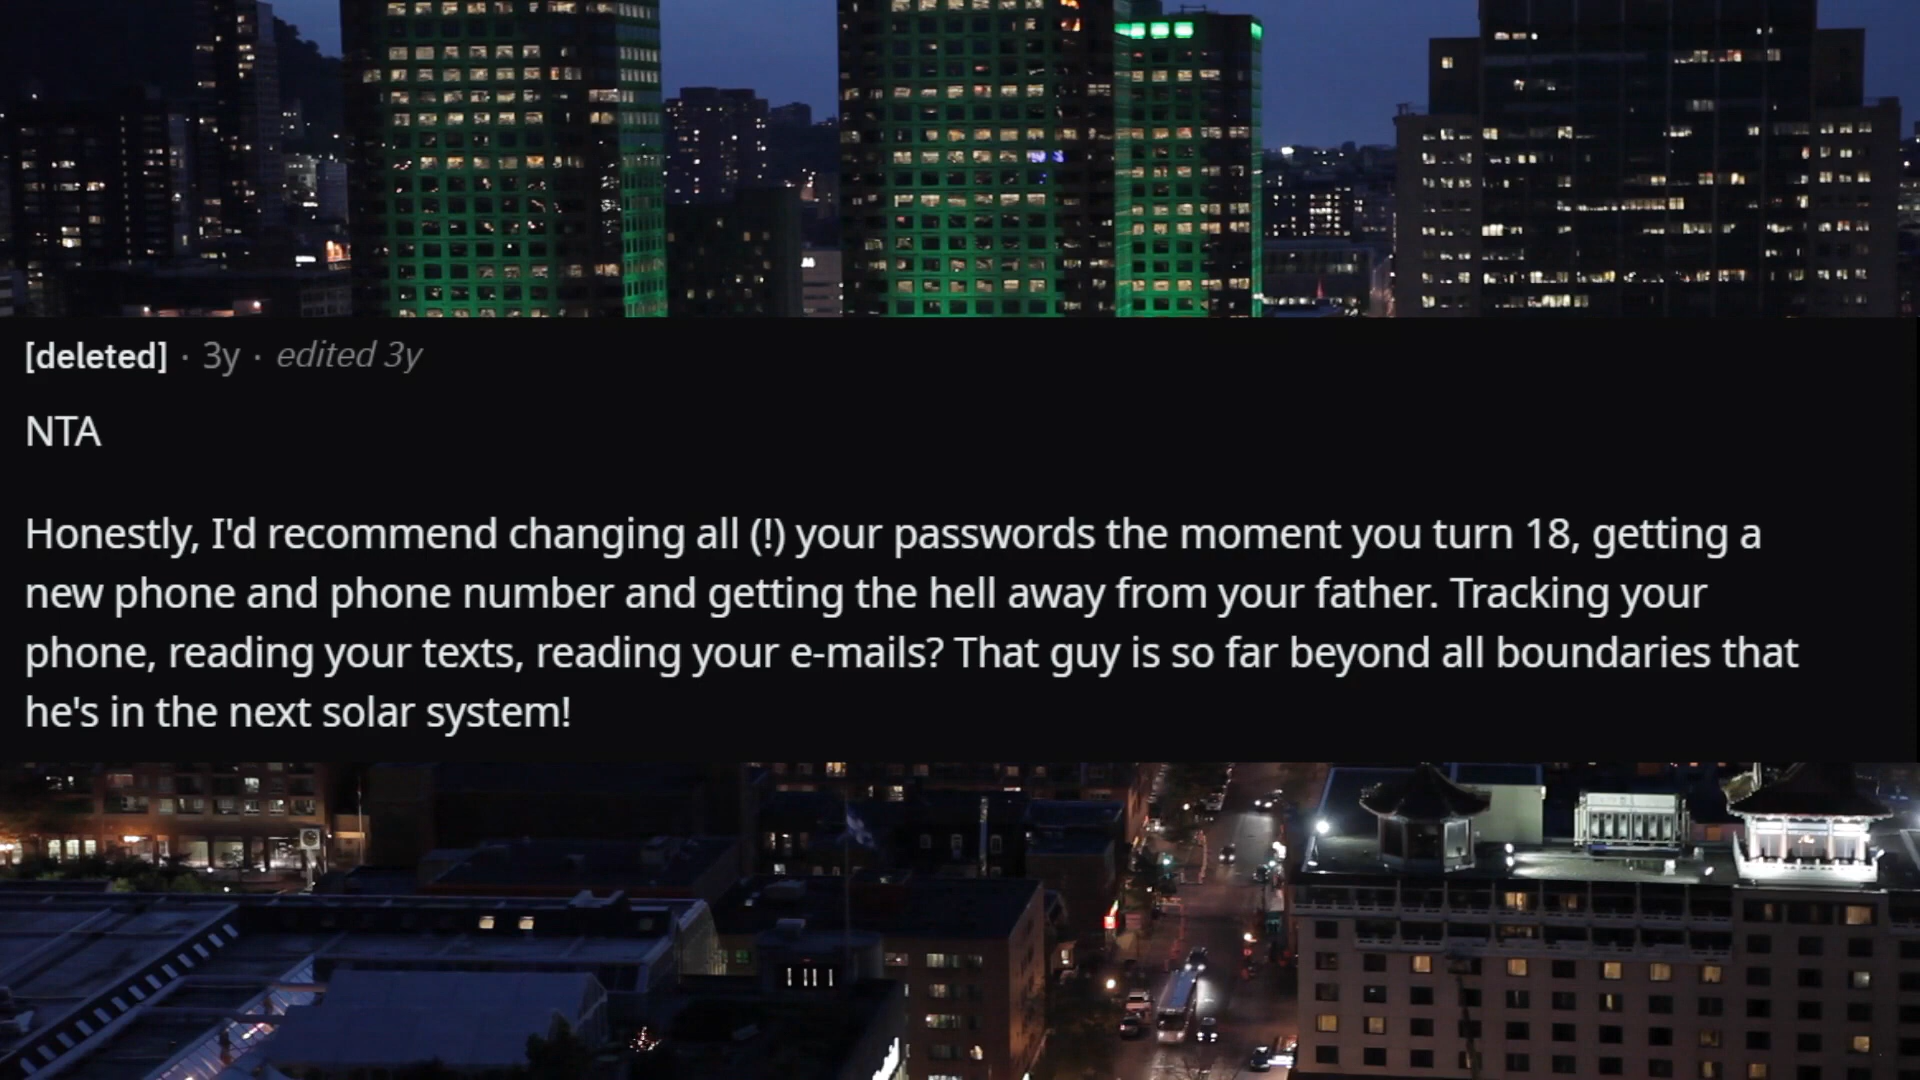 [deleted] · 3y · edited 3y
NTA
Honestly, I'd recommend changing all (!) your passwords the moment you turn 18, getting a
new phone and phone number and getting the hell away from your father. Tracking your
phone, reading your texts, reading your e-mails? That guy is so far beyond all boundaries that
he's in the next solar system!